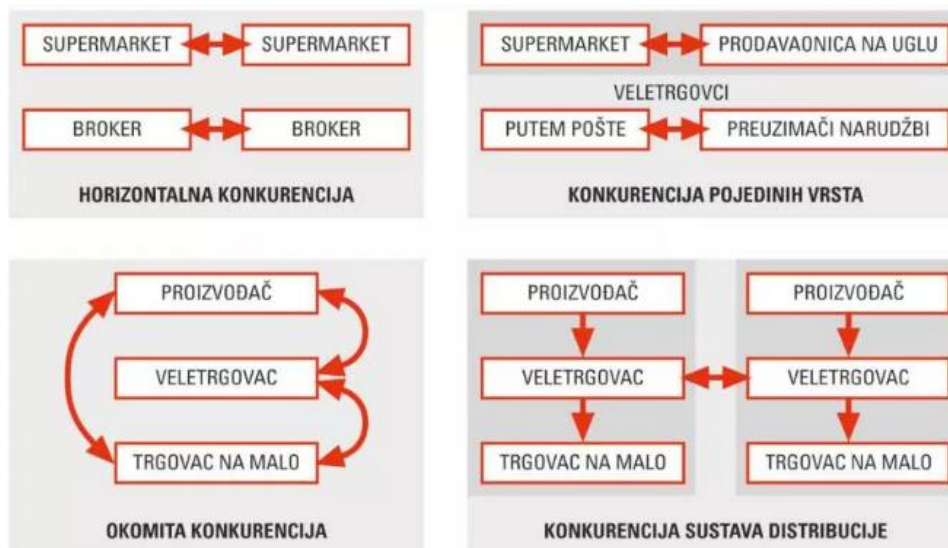 SUPERMARKET SUPERMARKET
BROKER BROKER
HORIZONTALNA KONKURENCIJA
SUPERMARKET PRODAVAONICA NA UGLU
VELETRGOVCI
PUTEM POŠTE PREUZIMAČI NARUDŽBI
KONKURENCIJA POJEDINIH VRSTA
PROIZVOĐAČ
VELETRGOVAC
TRGOVAC NA MALO
OKOMITA KONKURENCIJA
PROIZVOĐAČ PROIZVOĐAČ
VELETRGOVAC VELETRGOVAC
TRGOVAC NA MALO TRGOVAC NA MALO
KONKURENCIJA SUSTAVA DISTRIBUCIJE